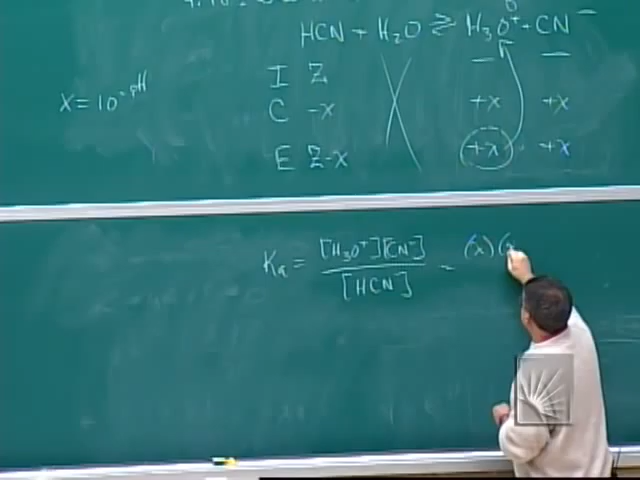 HCN + H₂O ⇌ H₃O⁺ + CN⁻
I Z — —
X = 10^-pH
C -x +x +x
E Z-x +x +x
Ka = [H₃O⁺][CN⁻] / [HCN] = (x)(x